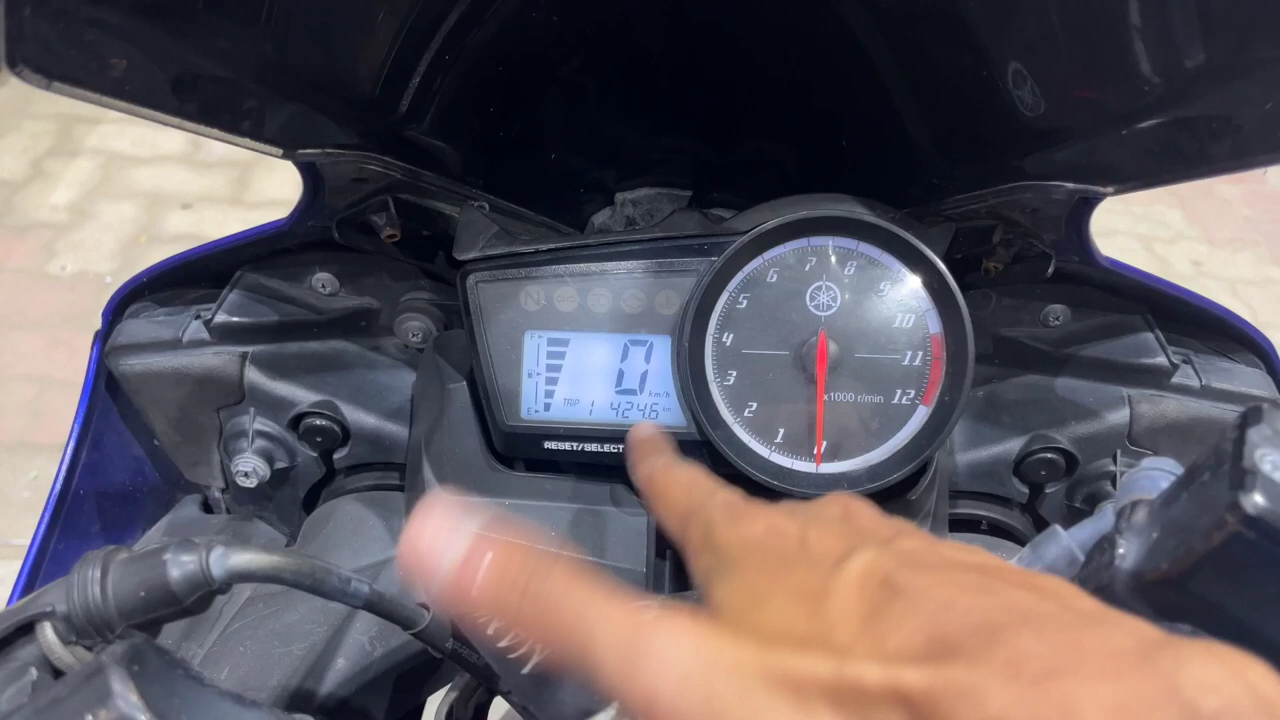 N
F
0
km/h
E TRIP 1 424.6 km
RESET/SELECT
1 2 3 4 5 6 7 8 9 10 11 12
x1000 r/min